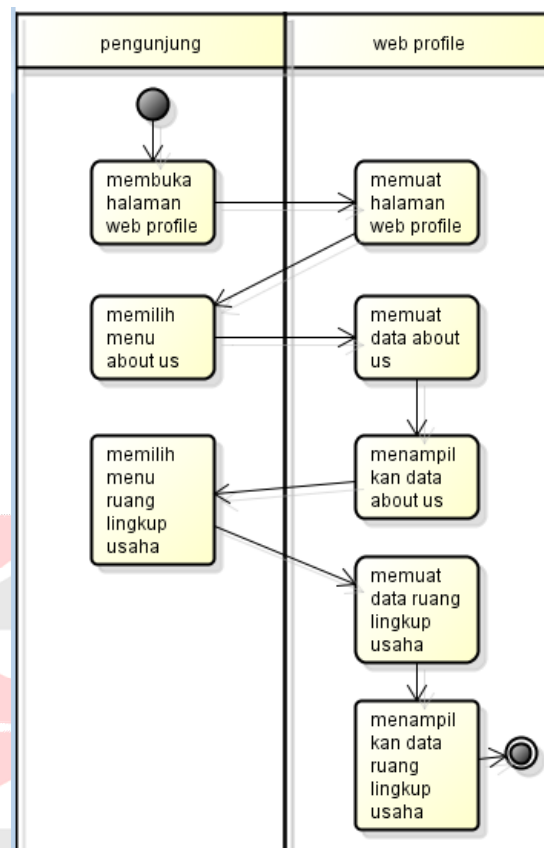 pengunjung
web profile
membuka
halaman
web profile
memuat
halaman
web profile
memilih
menu
about us
memuat
data about
us
menampil
kan data
about us
memilih
menu
ruang
lingkup
usaha
memuat
data ruang
lingkup
usaha
menampil
kan data
ruang
lingkup
usaha